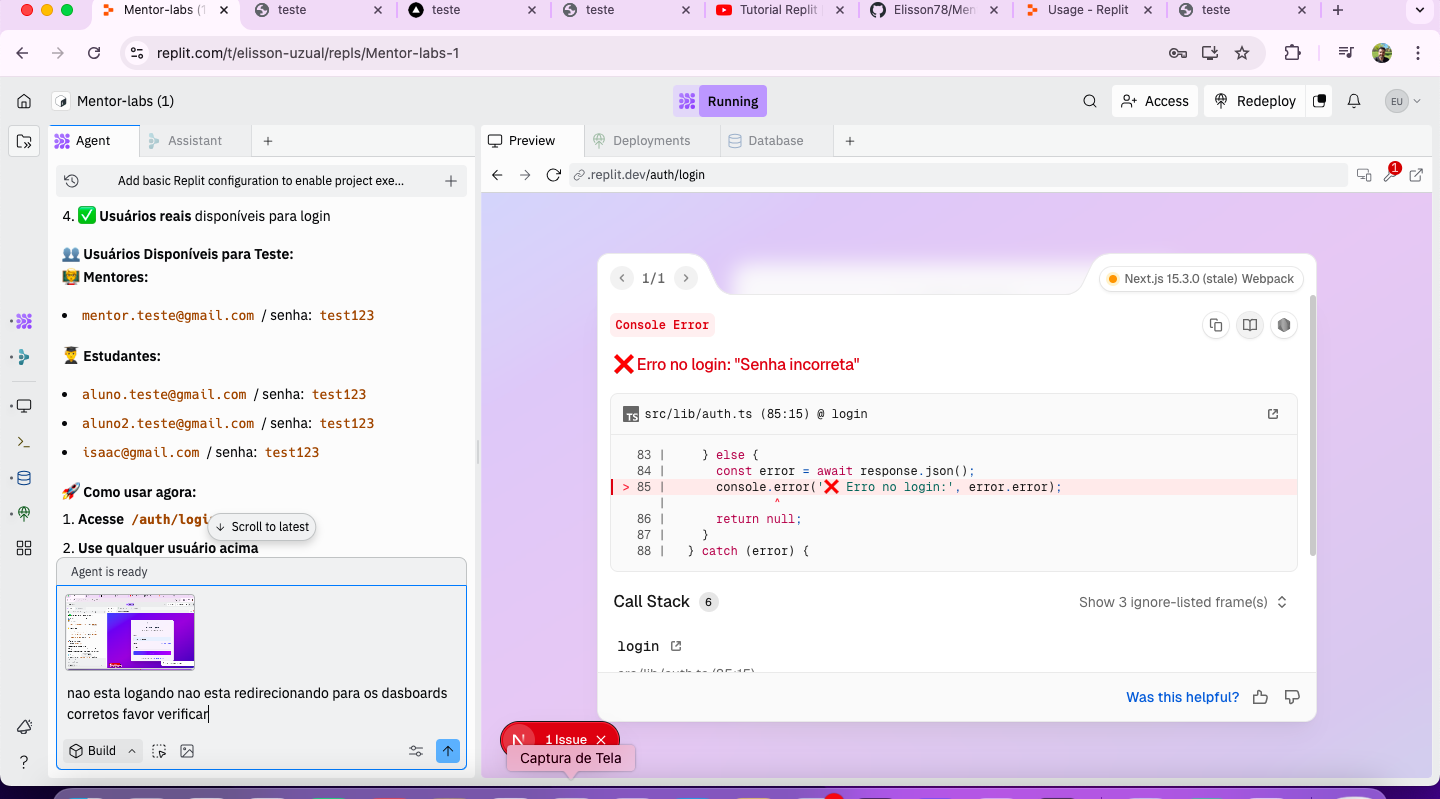 Mentor-labs (1
teste
teste
teste
Tutorial Replit
Elisson78/Men
Usage - Replit
teste
replit.com/t/elisson-uzual/repls/Mentor-labs-1
Mentor-labs (1)
Running
Access
Redeploy
EU
Agent
Assistant
Preview
Deployments
Database
Add basic Replit configuration to enable project exe...
.replit.dev/auth/login
1
4. ✅ Usuários reais disponíveis para login
👥 Usuários Disponíveis para Teste:
👨‍🏫 Mentores:
• mentor.teste@gmail.com / senha: test123
👨‍🎓 Estudantes:
• aluno.teste@gmail.com / senha: test123
• aluno2.teste@gmail.com / senha: test123
• isaac@gmail.com / senha: test123
🚀 Como usar agora:
1. Acesse /auth/logi
Scroll to latest
2. Use qualquer usuário acima
Agent is ready
nao esta logando nao esta redirecionando para os dasboards
corretos favor verificar
Build
?
1/1
Next.js 15.3.0 (stale) Webpack
Console Error
❌ Erro no login: "Senha incorreta"
TS src/lib/auth.ts (85:15) @ login
83 | } else {
84 | const error = await response.json();
> 85 | console.error('❌ Erro no login:', error.error);
| ^
86 | return null;
87 | }
88 | } catch (error) {
Call Stack 6
Show 3 ignore-listed frame(s)
login
src/lib/auth.ts (85:15)
Was this helpful?
N 1 Issue
Captura de Tela